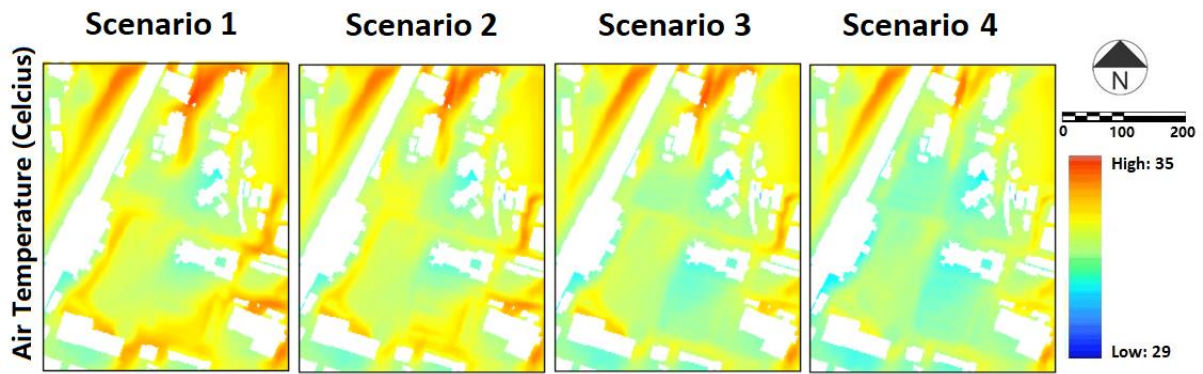 Scenario 1
Scenario 2
Scenario 3
Scenario 4
Air Temperature (Celcius)
N
0 100 200
High: 35
Low: 29